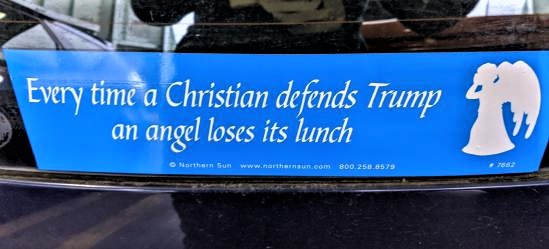 Every time a Christian defends Trump
an angel loses its lunch
© Northern Sun www.northernsun.com 800.258.8579 # 7662